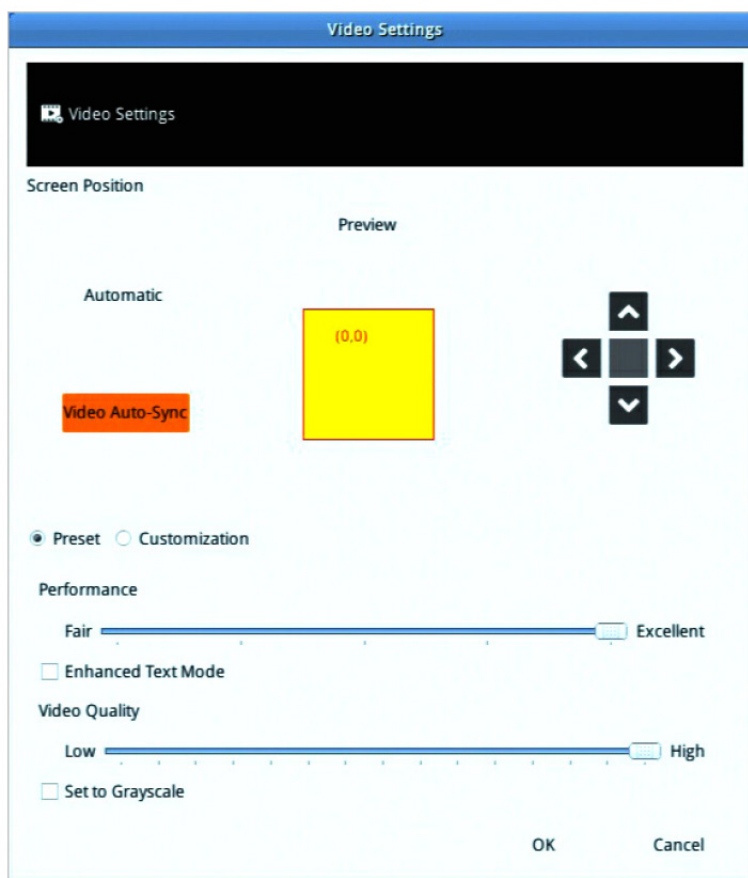 Video Settings
Video Settings
Screen Position
Preview
Automatic
(0,0)
Video Auto-Sync
Preset Customization
Performance
Fair Excellent
Enhanced Text Mode
Video Quality
Low High
Set to Grayscale
OK Cancel